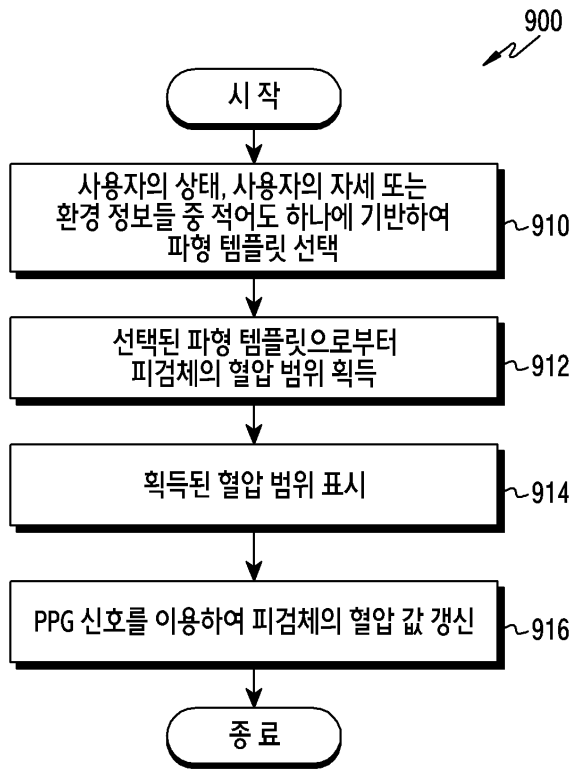 900
시 작
사용자의 상태, 사용자의 자세 또는
환경 정보들 중 적어도 하나에 기반하여
파형 템플릿 선택
910
선택된 파형 템플릿으로부터
피검체의 혈압 범위 획득
912
획득된 혈압 범위 표시
914
PPG 신호를 이용하여 피검체의 혈압 값 갱신
916
종 료